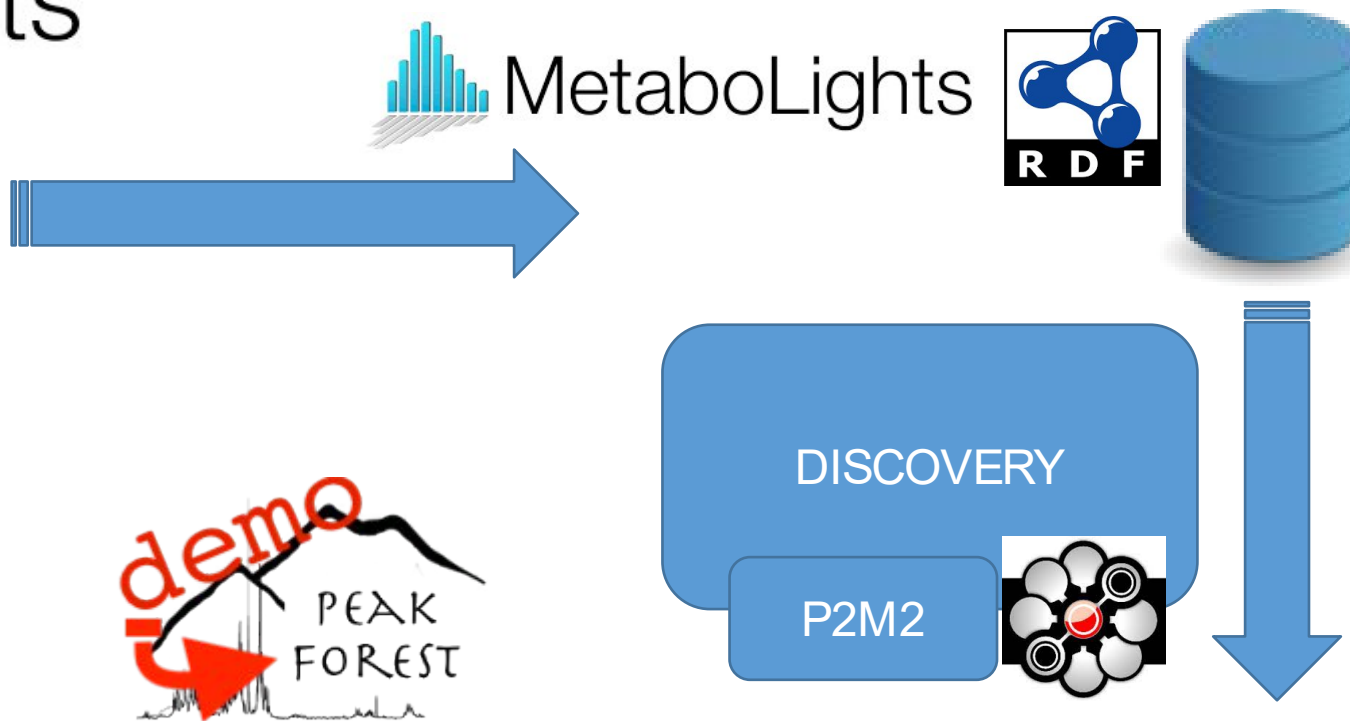 ts
MetaboLights
RDF
DISCOVERY
demo
PEAK
FOREST
P2M2